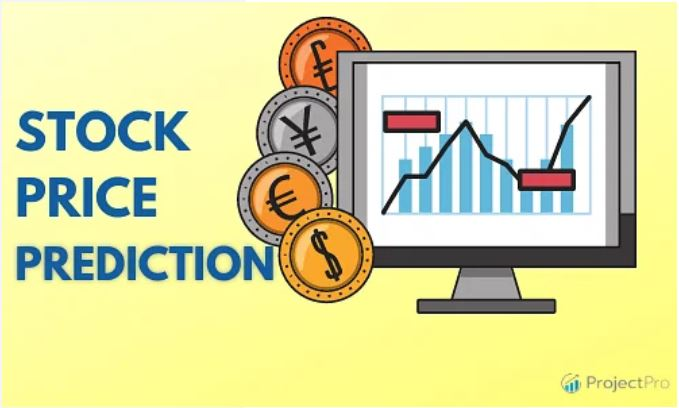 STOCK
PRICE
PREDICTION
£
¥
€
$
ProjectPro